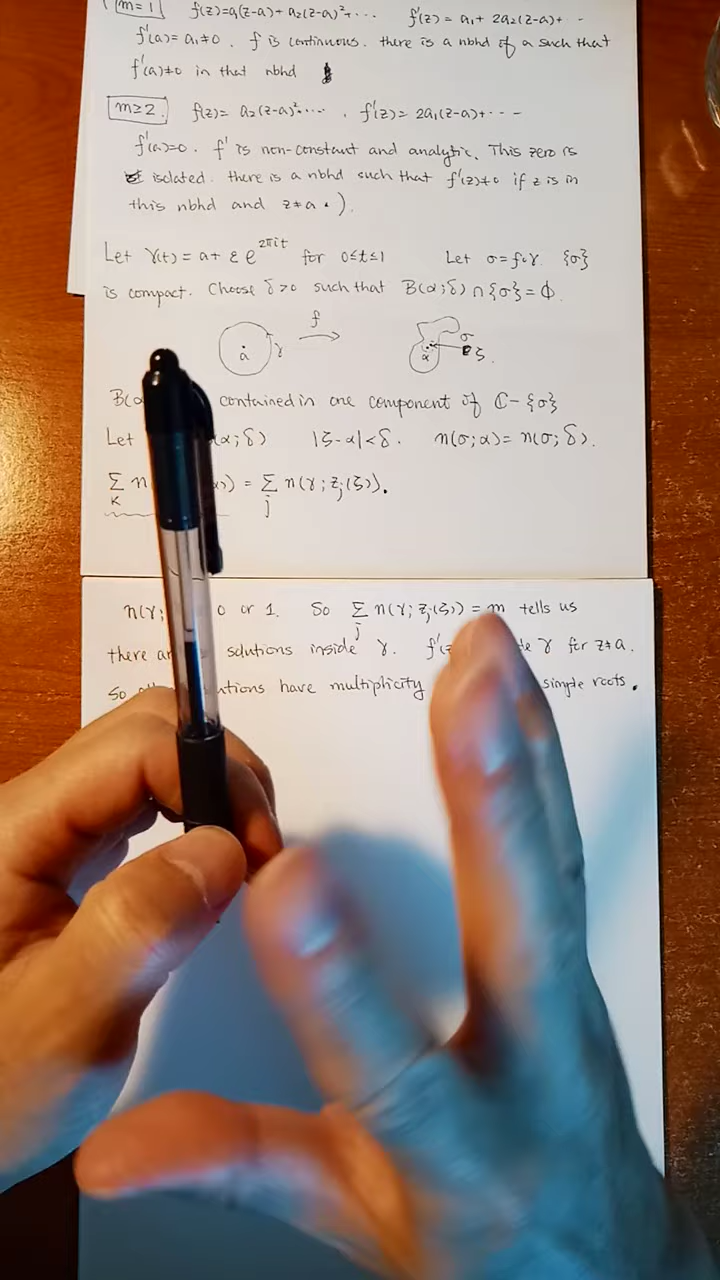 m=1 f(z)=a₁(z-a)+a₂(z-a)²+⋯ f'(z)=a₁+2a₂(z-a)+⋯
f'(a)=a₁≠0. f is continuous. there is a nbhd of a such that
f'(a)≠0 in that nbhd
m≥2. f(z)= a₂(z-a)²⋯. f'(z)=2a₁(z-a)+⋯
f'(a)=0. f' is non-constant and analytic. This zero is
isolated. there is a nbhd such that f'(z)≠0 if z is in
this nbhd and z≠a.).
Let γ(t)=a+εe^{2πit} for 0≤t≤1 Let σ=f∘γ. {σ}
is compact. Choose δ>0 such that B(α;δ)∩{σ}=Φ.
a γ f α σ ζ.
B(α contained in one component of ℂ-{σ}
Let (α;δ) |ζ-α|<δ. n(σ;α)=n(σ;δ).
∑ₖ n )=∑ⱼ n(γ;zⱼ(ζ)).
n(γ; 0 or 1. So ∑ⱼ n(γ;zⱼ(ζ))=m tells us
there solutions inside γ. γ for z≠a.
So have multiplicity simple roots.